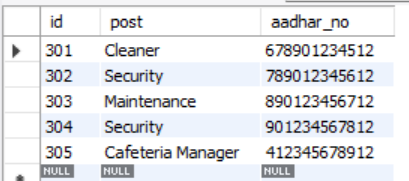 id post aadhar_no
301 Cleaner 678901234512
302 Security 789012345612
303 Maintenance 890123456712
304 Security 901234567812
305 Cafeteria Manager 412345678912
NULL NULL NULL